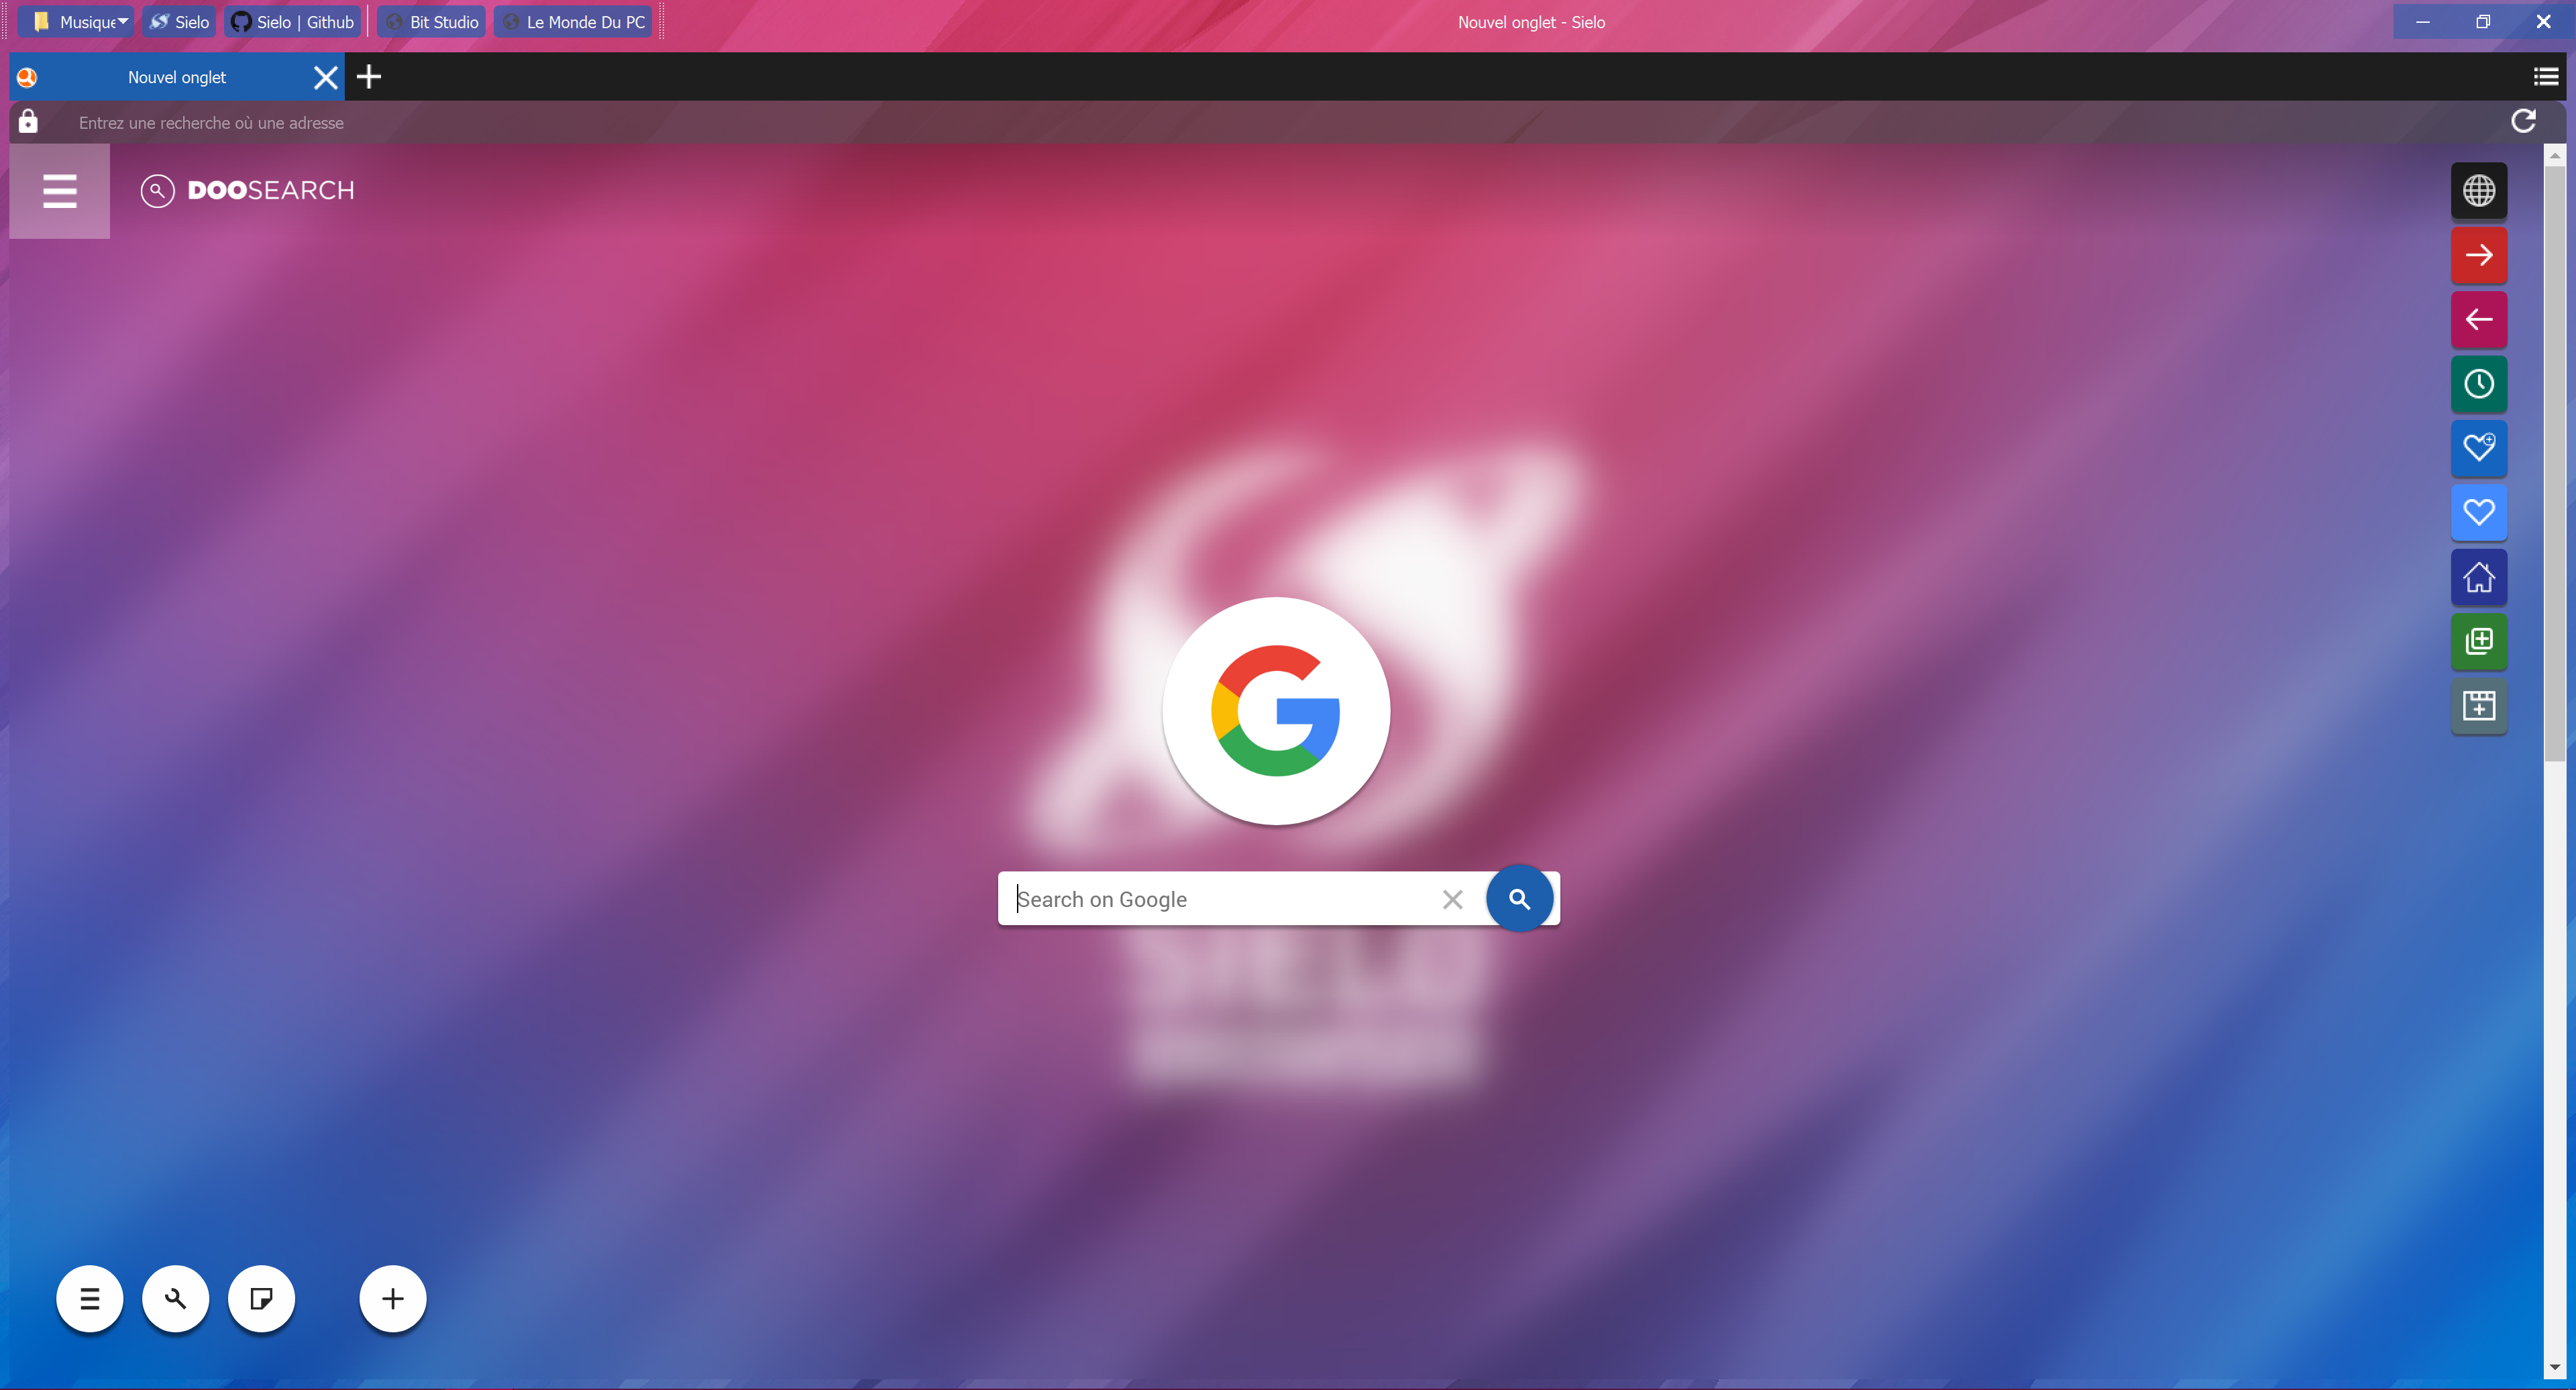 Musique Sielo Sielo | Github Bit Studio Le Monde Du PC Nouvel onglet - Sielo
Nouvel onglet
Entrez une recherche où une adresse
DOOSEARCH
Search on Google
SIELO